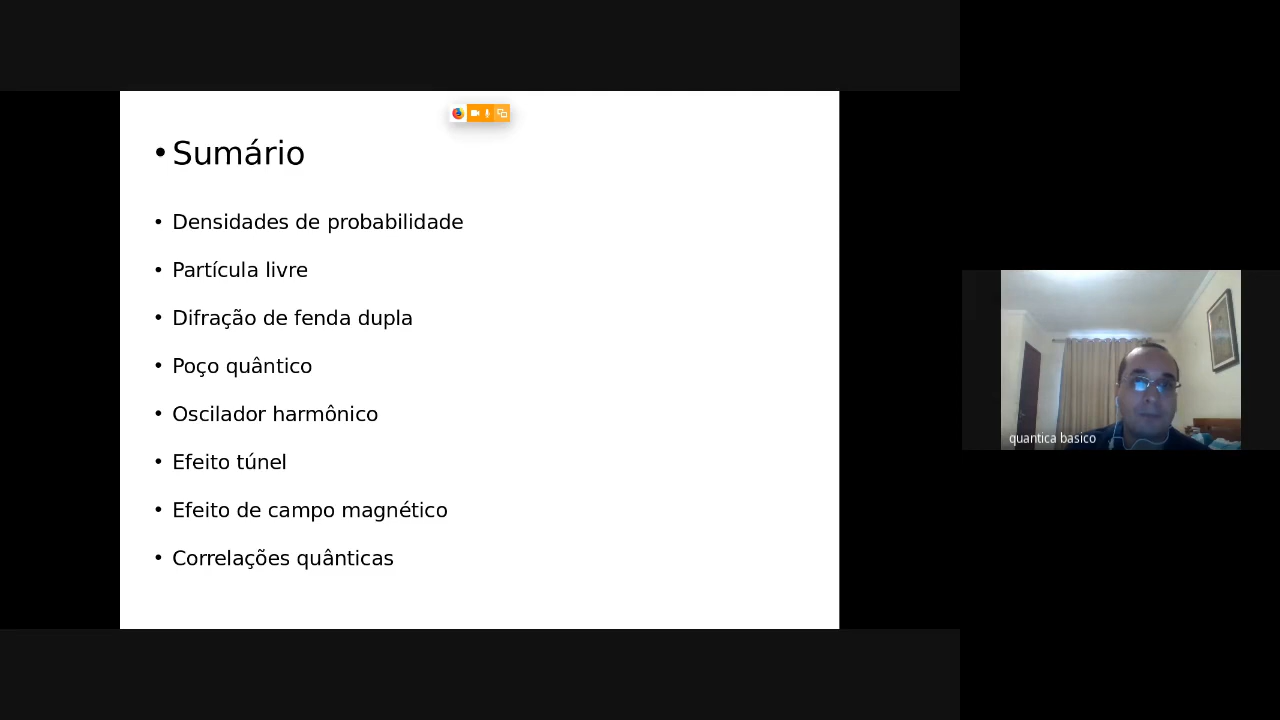 • Sumário
• Densidades de probabilidade
• Partícula livre
• Difração de fenda dupla
• Poço quântico
• Oscilador harmônico
• Efeito túnel
• Efeito de campo magnético
• Correlações quânticas
quantica basico